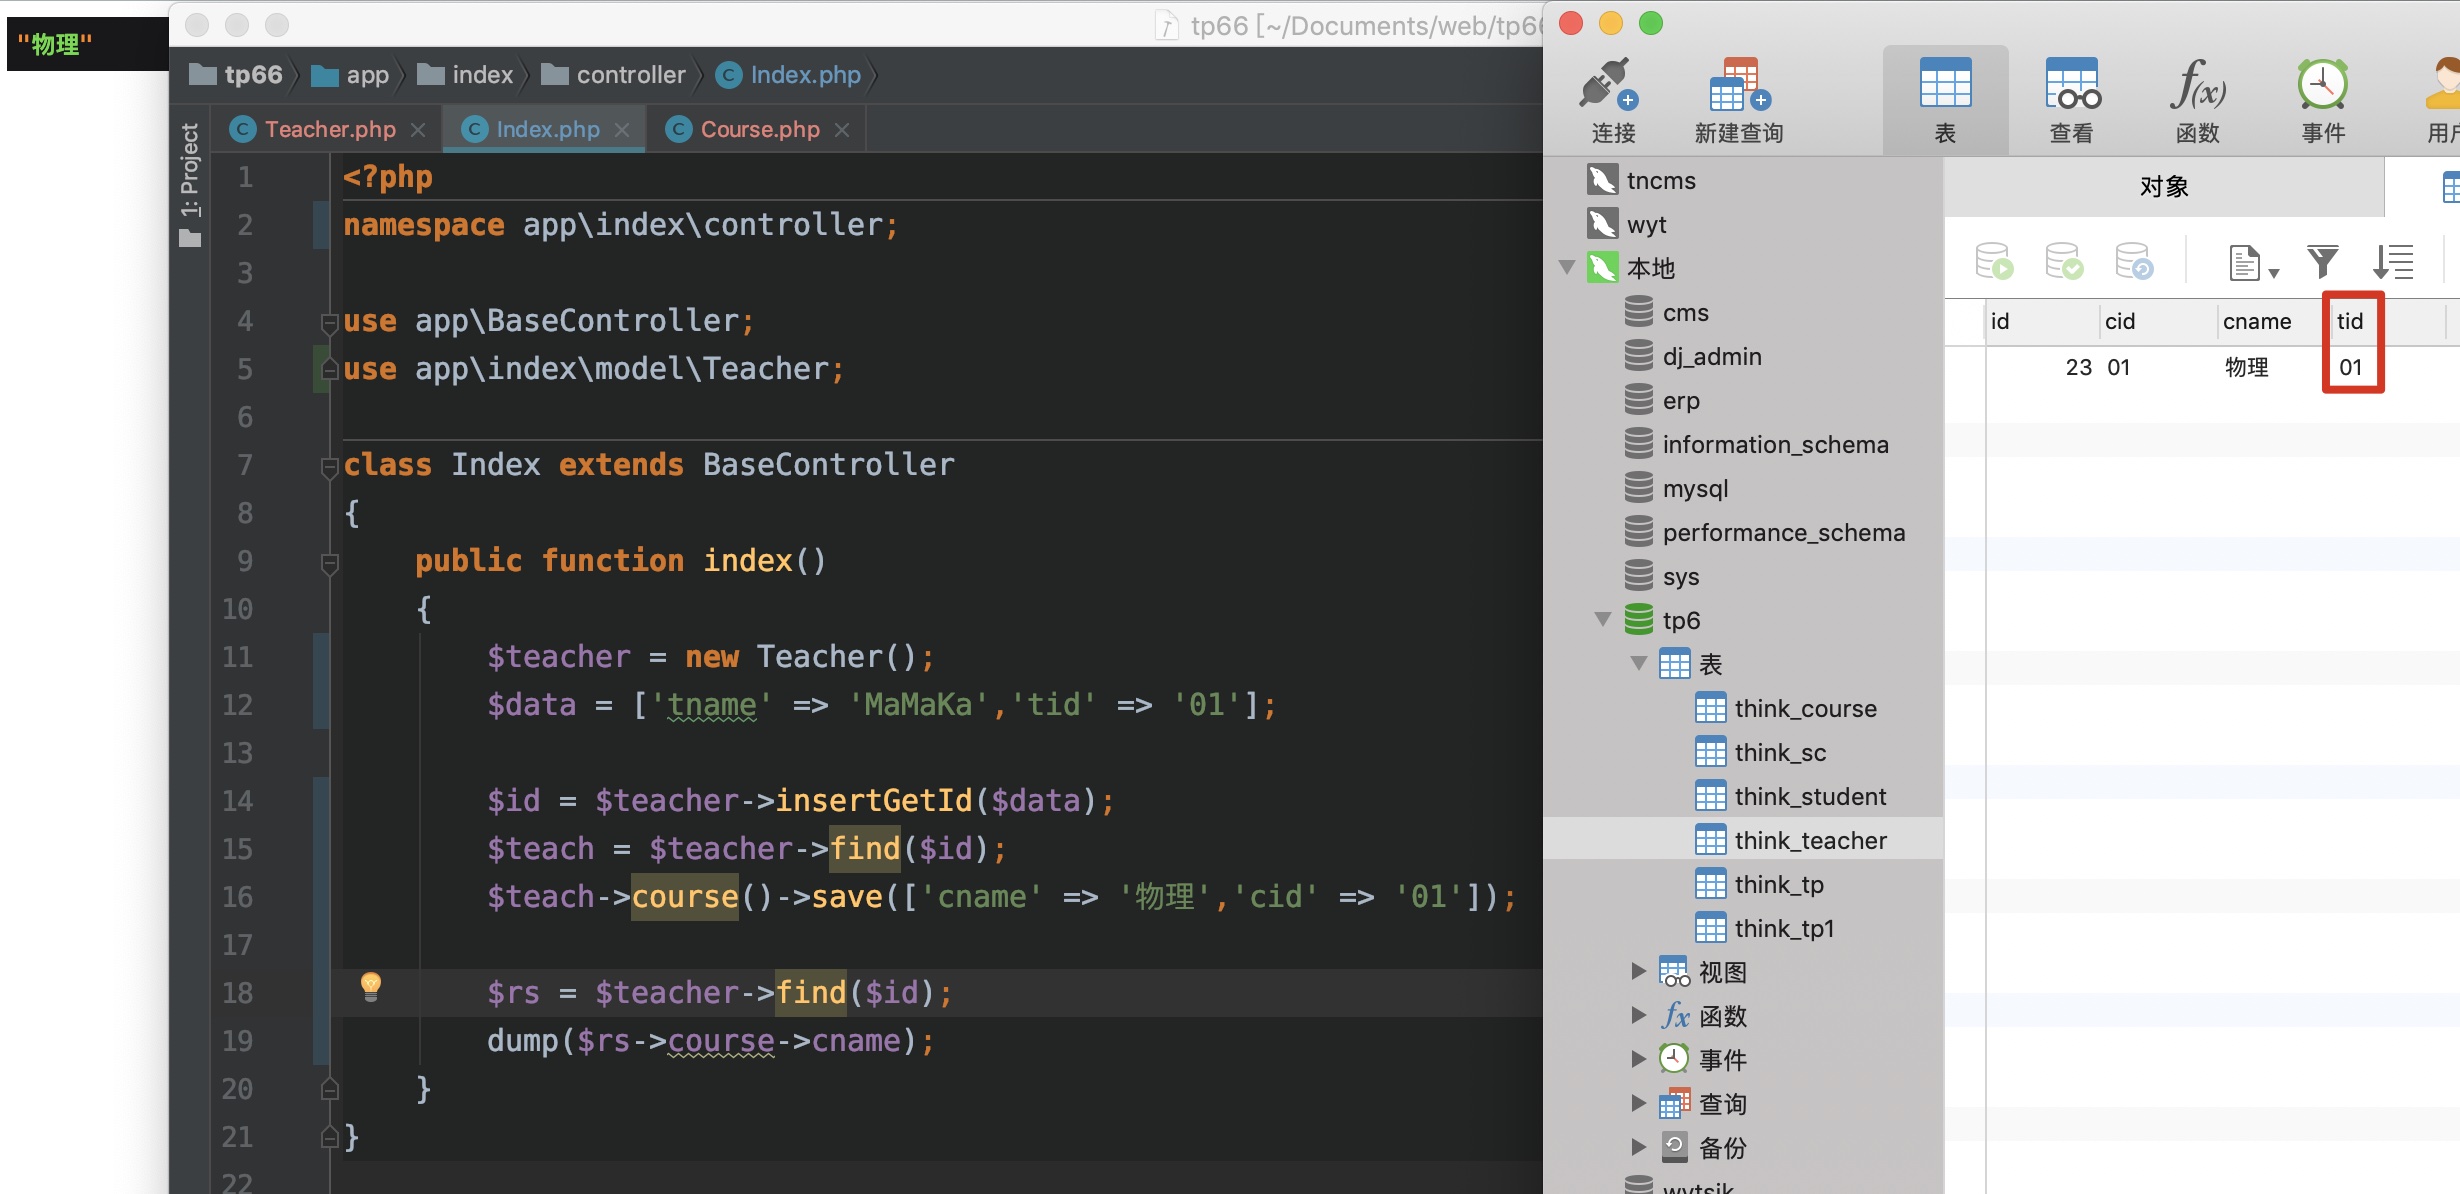 "物理"
tp66 [~/Documents/web/tp66
tp66 app index controller Index.php
Teacher.php Index.php Course.php
1: Project
1 <?php
2 namespace app\index\controller;
3
4 use app\BaseController;
5 use app\index\model\Teacher;
6
7 class Index extends BaseController
8 {
9 public function index()
10 {
11 $teacher = new Teacher();
12 $data = ['tname' => 'MaMaKa','tid' => '01'];
13
14 $id = $teacher->insertGetId($data);
15 $teach = $teacher->find($id);
16 $teach->course()->save(['cname' => '物理','cid' => '01']);
17
18 $rs = $teacher->find($id);
19 dump($rs->course->cname);
20 }
21 }
22
连接 新建查询 表 查看 函数 事件 用户
tncms
wyt
本地
cms
dj_admin
erp
information_schema
mysql
performance_schema
sys
tp6
表
think_course
think_sc
think_student
think_teacher
think_tp
think_tp1
视图
函数
事件
查询
备份
wytsjk
对象
id cid cname tid
23 01 物理 01